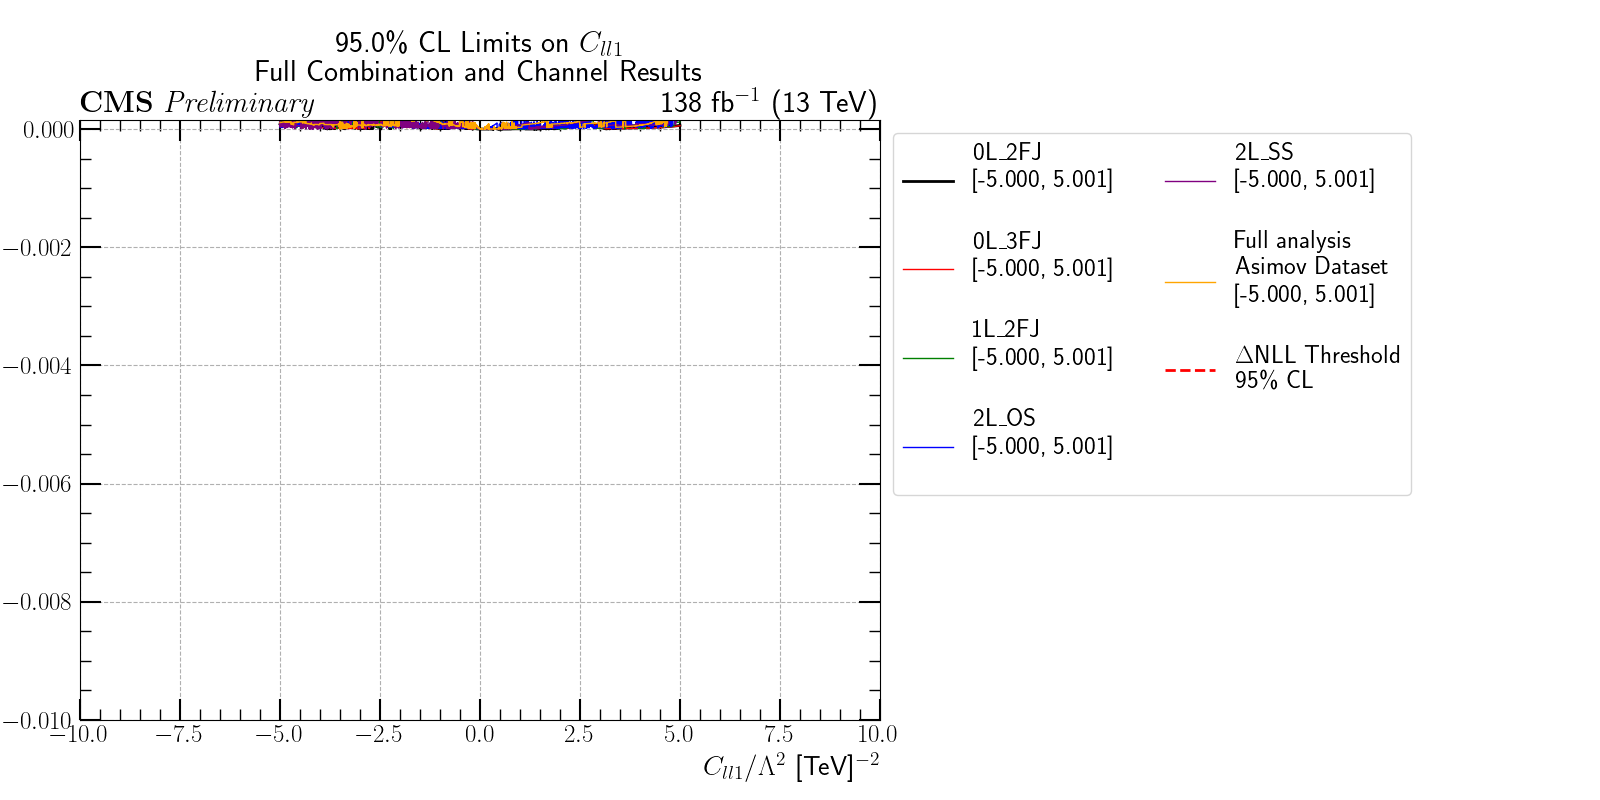 95.0% CL Limits on $C_{ll1}$
Full Combination and Channel Results
CMS Preliminary 138 fb$^{-1}$ (13 TeV)
0.000
−0.002
−0.004
−0.006
−0.008
−0.010
−10.0 −7.5 −5.0 −2.5 0.0 2.5 5.0 7.5 10.0
$C_{ll1}/\Lambda^2$ [TeV]$^{-2}$
0L_2FJ
[-5.000, 5.001]
0L_3FJ
[-5.000, 5.001]
1L_2FJ
[-5.000, 5.001]
2L_OS
[-5.000, 5.001]
2L_SS
[-5.000, 5.001]
Full analysis
Asimov Dataset
[-5.000, 5.001]
ΔNLL Threshold
95% CL